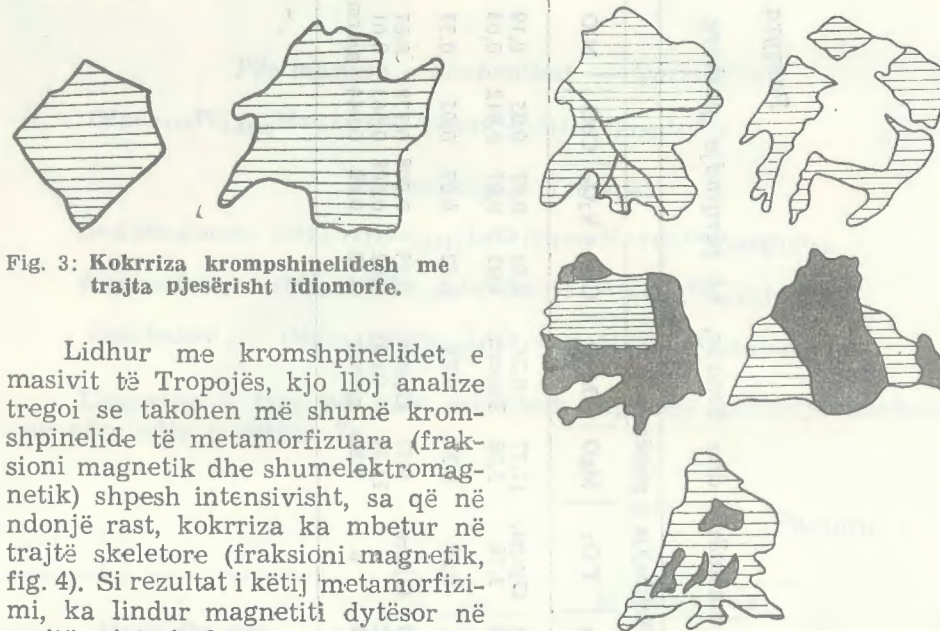 Fig. 3: Kokrriza krompshinelidesh me
trajta pjesërisht idiomorfe.
Lidhur me kromshpinelidet e
masivit të Tropojës, kjo lloj analize
tregoi se takohen më shumë krom-
shpinelide të metamorfizuara (frak-
sioni magnetik dhe shumelektromag-
netik) shpesh intensivisht, sa që në
ndonjë rast, kokrriza ka mbetur në
trajtë skeletore (fraksioni magnetik,
fig. 4). Si rezultat i këtij metamorfizi-
mi, ka lindur magnetiti dytësor në